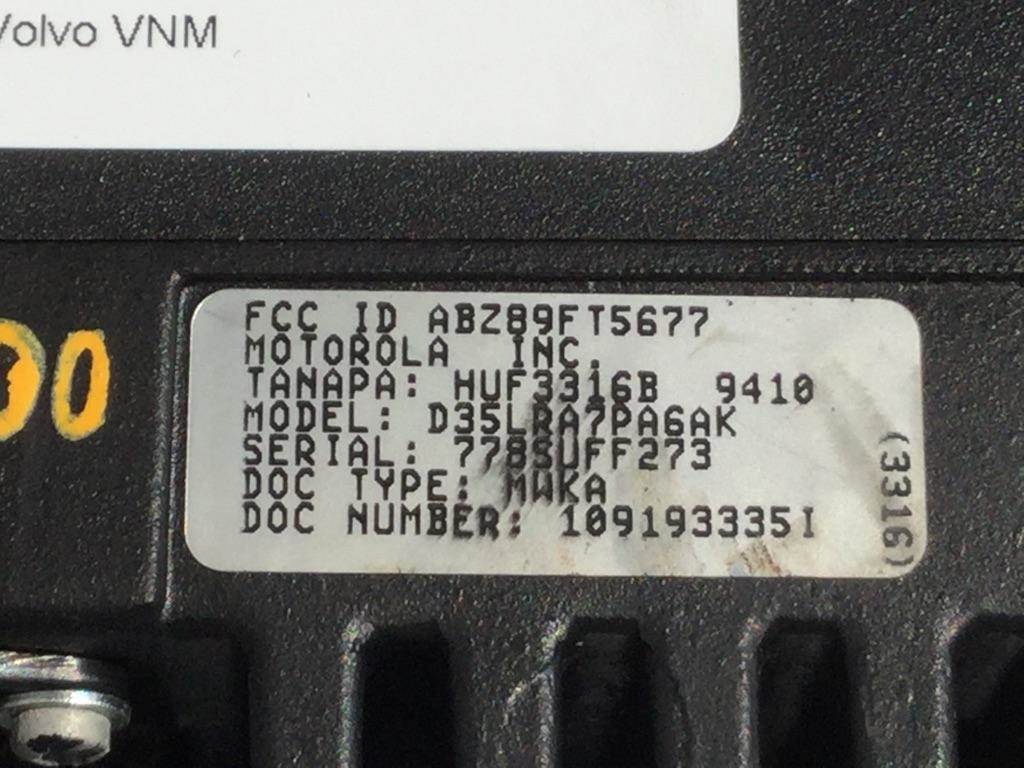 Volvo VNM
00
FCC ID ABZ89FT5677
MOTOROLA INC.
TANAPA: HUF3316B 9410
MODEL: D35LRA7PA6AK
SERIAL: 778SUFF273
DOC TYPE: MWKA
DOC NUMBER: 109193335I
(3316)